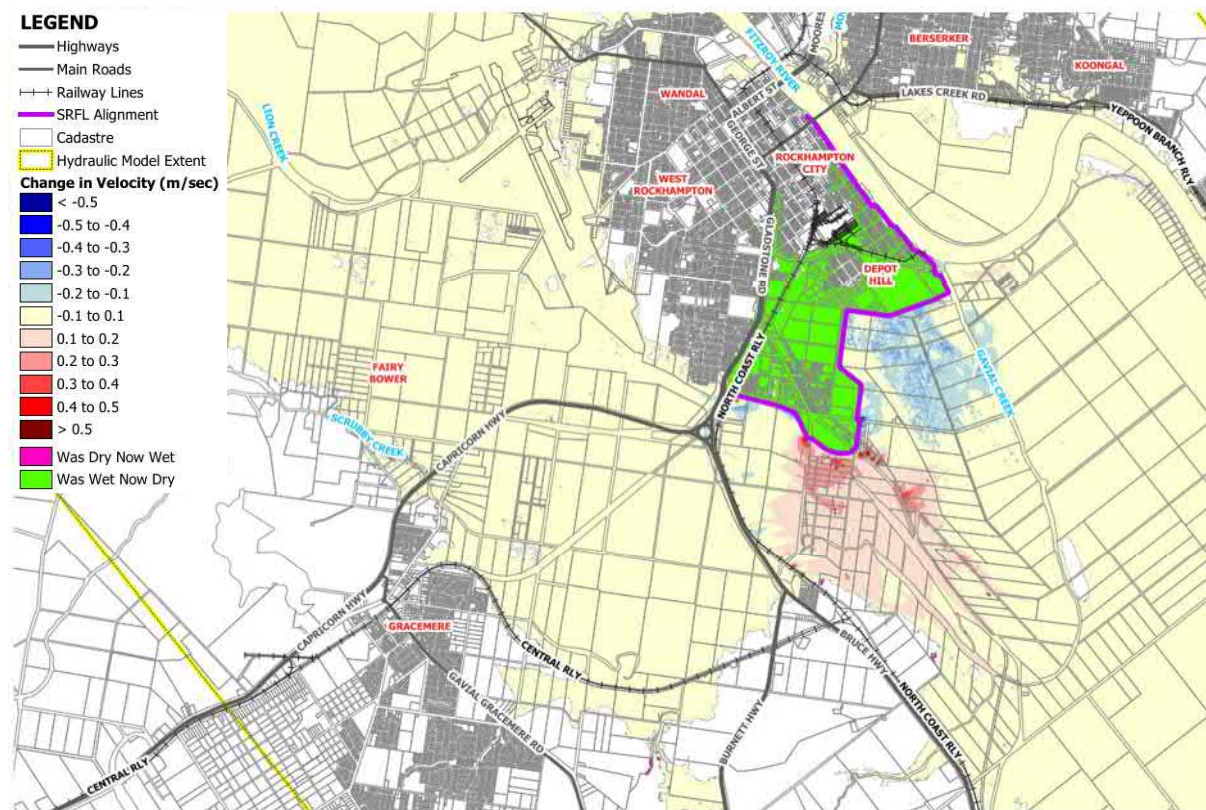 LEGEND
Highways
Main Roads
Railway Lines
SRFL Alignment
Cadastre
Hydraulic Model Extent
Change in Velocity (m/sec)
< -0.5
-0.5 to -0.4
-0.4 to -0.3
-0.3 to -0.2
-0.2 to -0.1
-0.1 to 0.1
0.1 to 0.2
0.2 to 0.3
0.3 to 0.4
0.4 to 0.5
> 0.5
Was Dry Now Wet
Was Wet Now Dry
LION CREEK
FITZROY RIVER
BERSERKER
KOONGAL
WANDAL
ALBERT ST
GEORGE ST
LAKES CREEK RD
YEPPOON BRANCH RLY
ROCKHAMPTON
CITY
WEST
ROCKHAMPTON
GLADSTONE RD
DEPOT
HILL
NORTH COAST RLY
GAVIAL CREEK
FAIRY
BOWER
SCRUBBY CREEK
CAPRICORN HWY
CAPRICORN HWY
GRACEMERE
CENTRAL RLY
GAVIAL GRACEMERE RD
BURNETT HWY
BRUCE HWY
NORTH COAST RLY
CENTRAL RLY